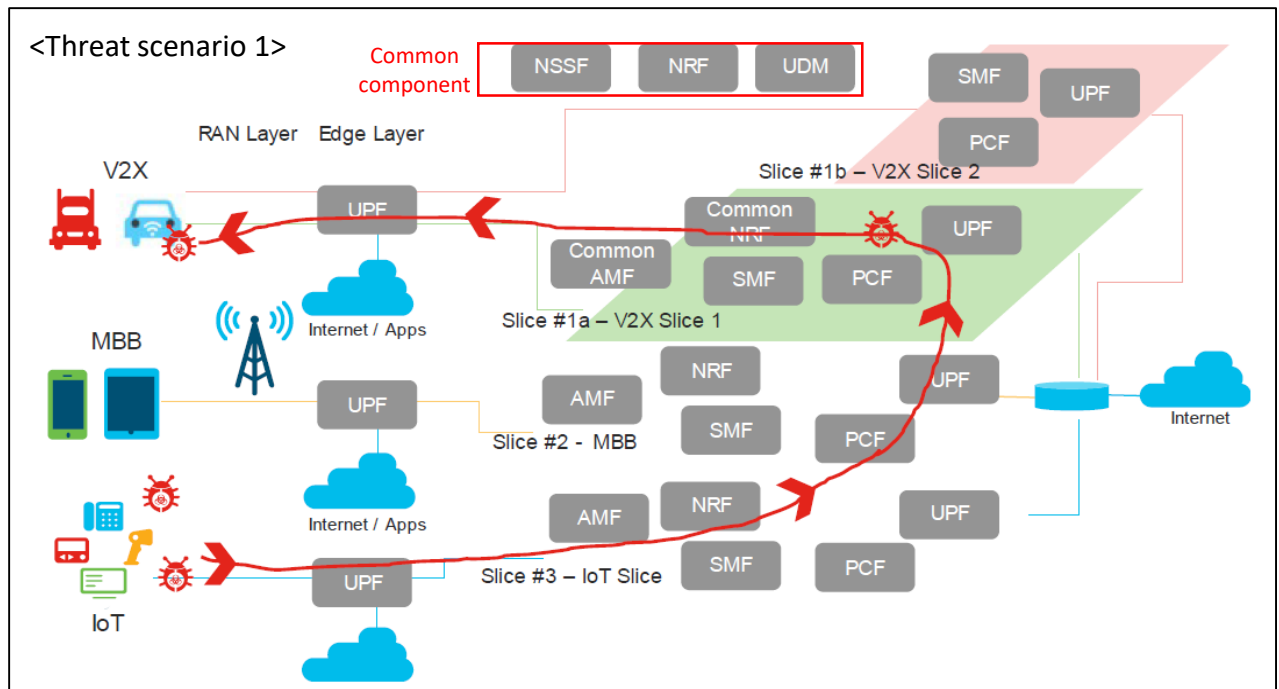 <Threat scenario 1>
Common
component
NSSF
NRF
UDM
SMF
UPF
PCF
RAN Layer
Edge Layer
V2X
Slice #1b – V2X Slice 2
UPF
Common
NRF
UPF
Common
AMF
SMF
PCF
Internet / Apps
Slice #1a – V2X Slice 1
MBB
NRF
UPF
AMF
UPF
SMF
PCF
Internet
Slice #2 - MBB
Internet / Apps
NRF
AMF
UPF
SMF
PCF
UPF
Slice #3 – IoT Slice
IoT